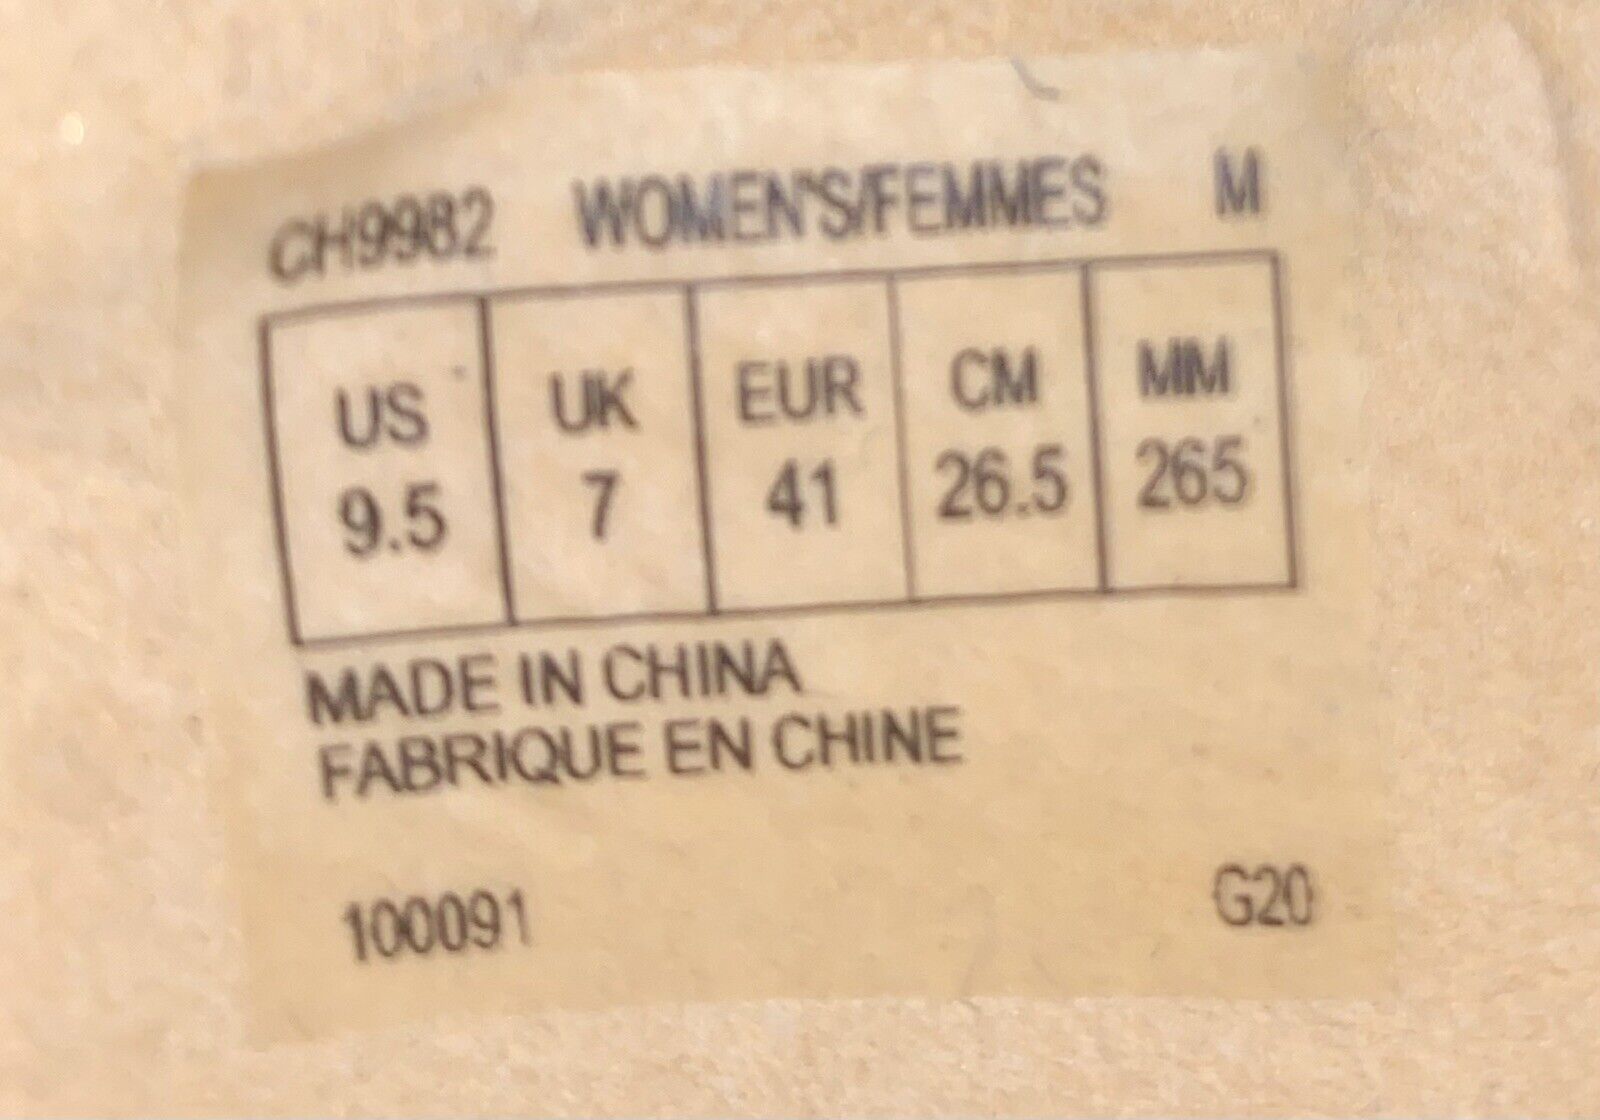 CH9982 WOMEN'S/FEMMES M
US UK EUR CM MM
9.5 7 41 26.5 265
MADE IN CHINA
FABRIQUE EN CHINE
100091 G20